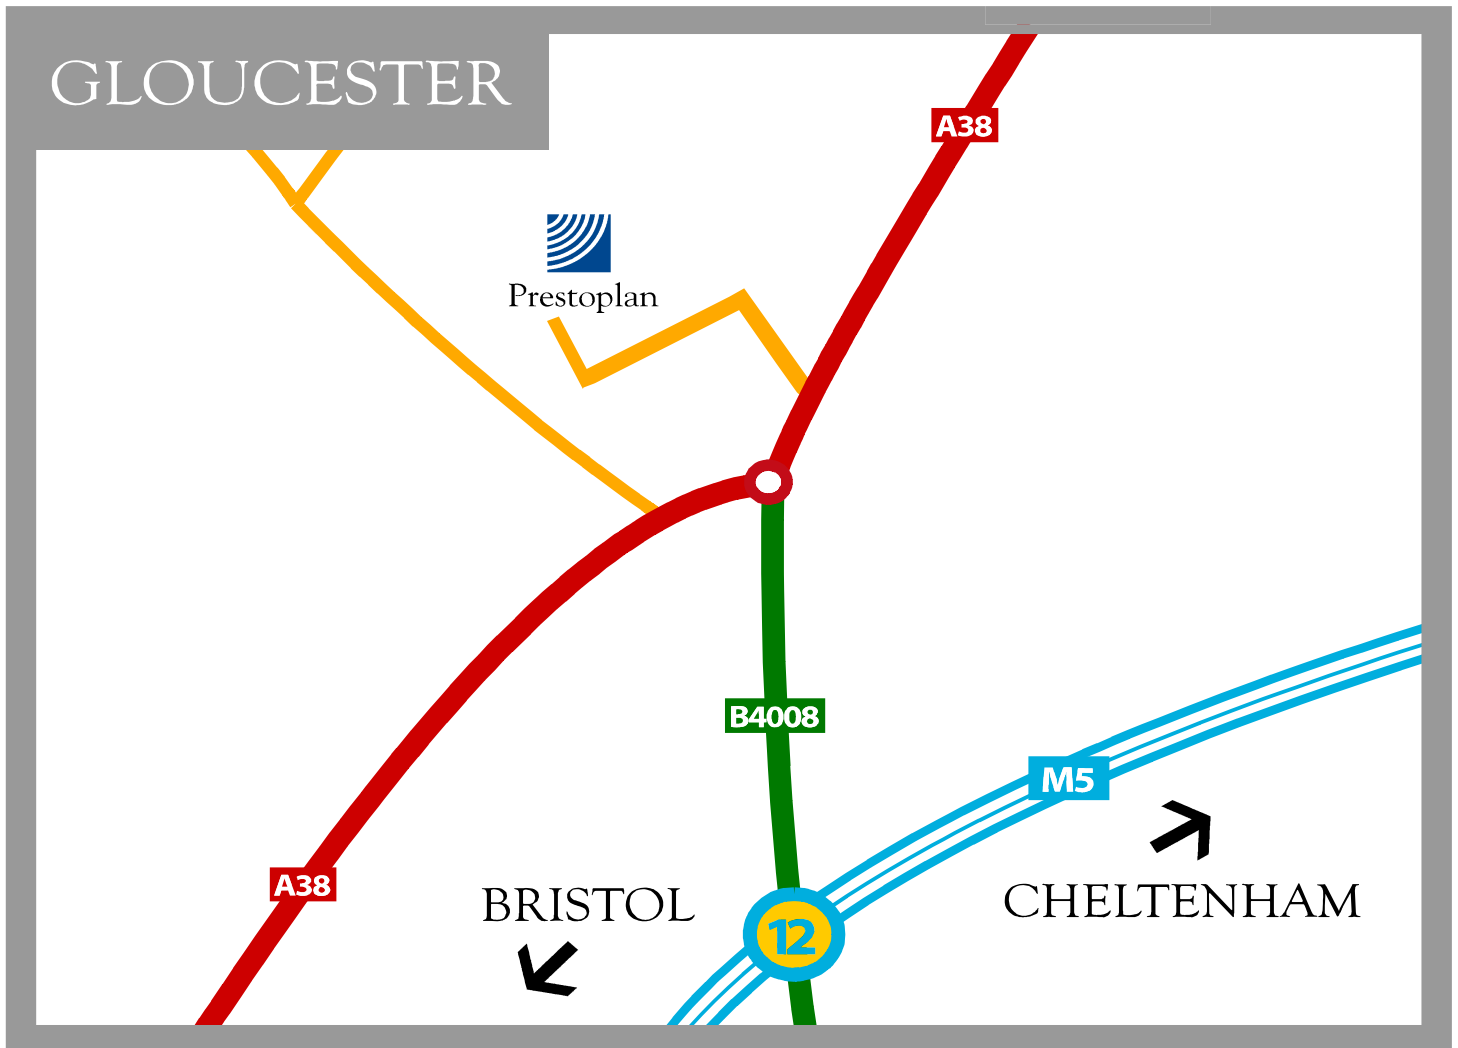 GLOUCESTER
A38
Prestoplan
B4008
M5
A38
BRISTOL
CHELTENHAM
12